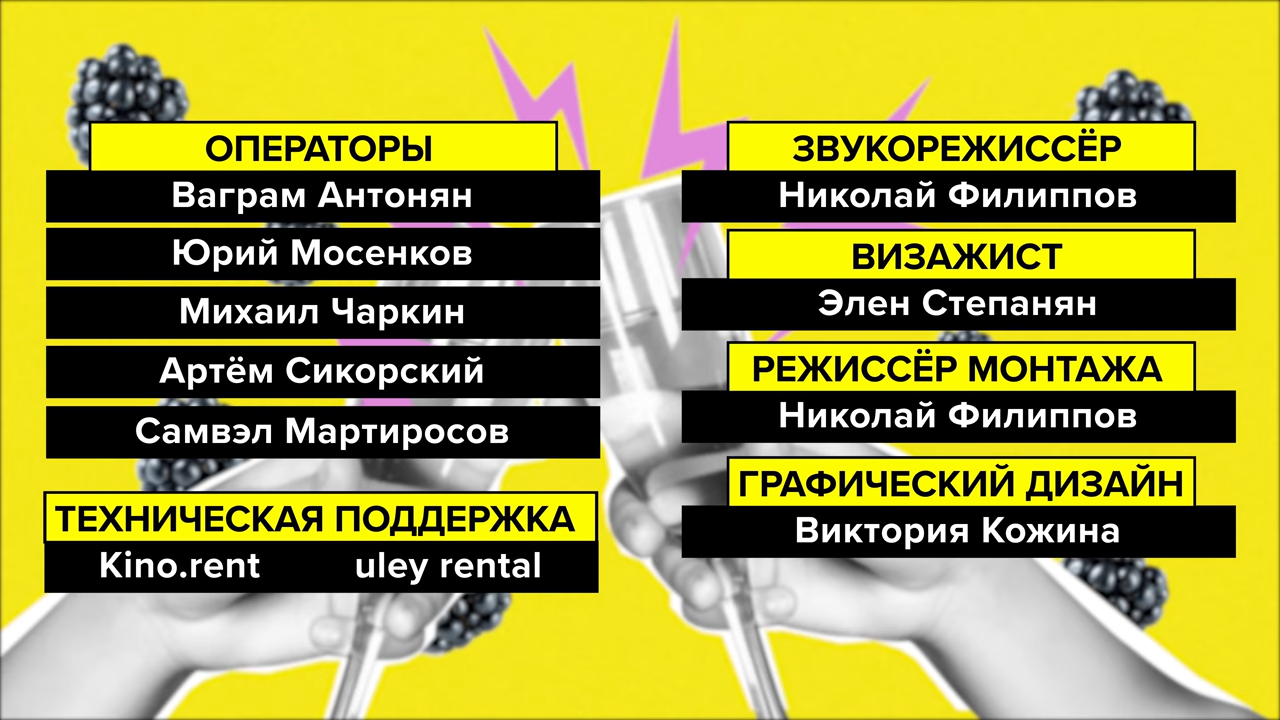 ОПЕРАТОРЫ
Ваграм Антонян
Юрий Мосенков
Михаил Чаркин
Артём Сикорский
Самвэл Мартиросов
ТЕХНИЧЕСКАЯ ПОДДЕРЖКА
Kino.rent uley rental
ЗВУКОРЕЖИССЁР
Николай Филиппов
ВИЗАЖИСТ
Элен Степанян
РЕЖИССЁР МОНТАЖА
Николай Филиппов
ГРАФИЧЕСКИЙ ДИЗАЙН
Виктория Кожина